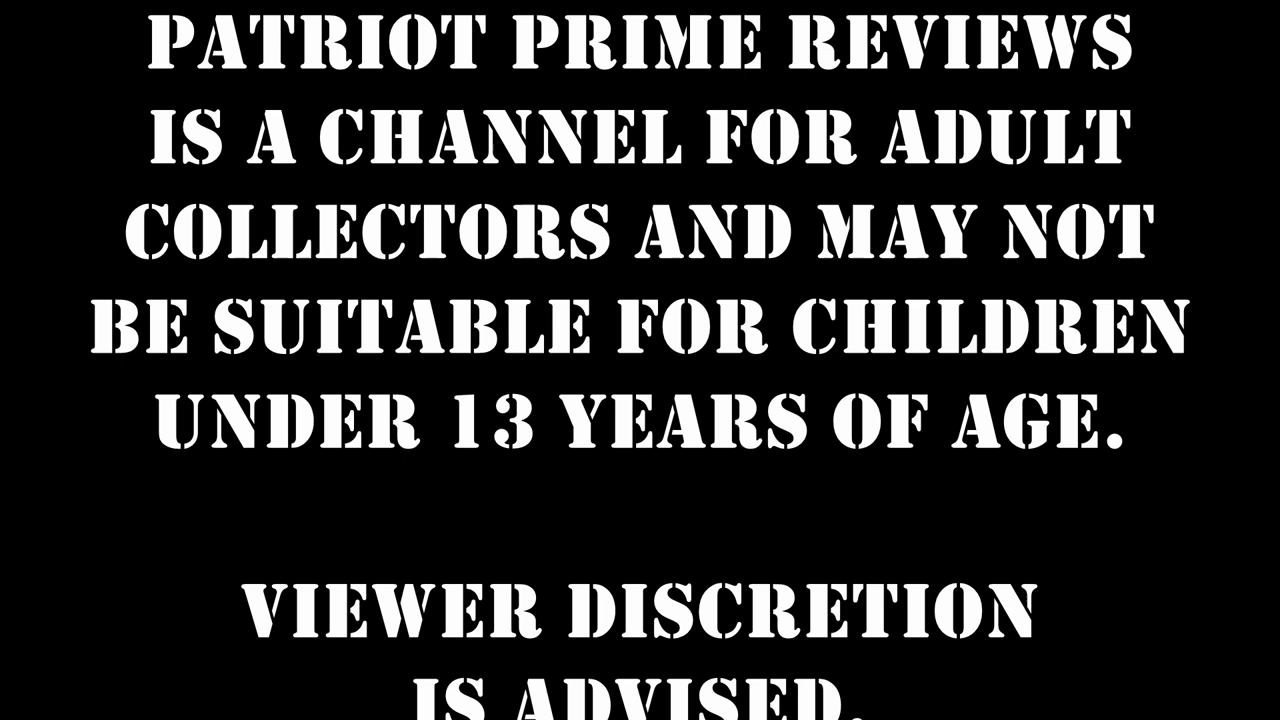 PATRIOT PRIME REVIEWS
IS A CHANNEL FOR ADULT
COLLECTORS AND MAY NOT
BE SUITABLE FOR CHILDREN
UNDER 13 YEARS OF AGE.
VIEWER DISCRETION
IS ADVISED.